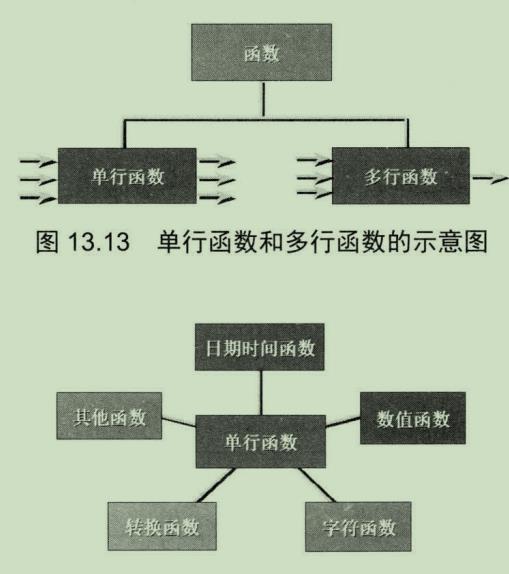 函数
单行函数
多行函数
图 13.13 单行函数和多行函数的示意图
日期时间函数
其他函数
数值函数
单行函数
转换函数
字符函数